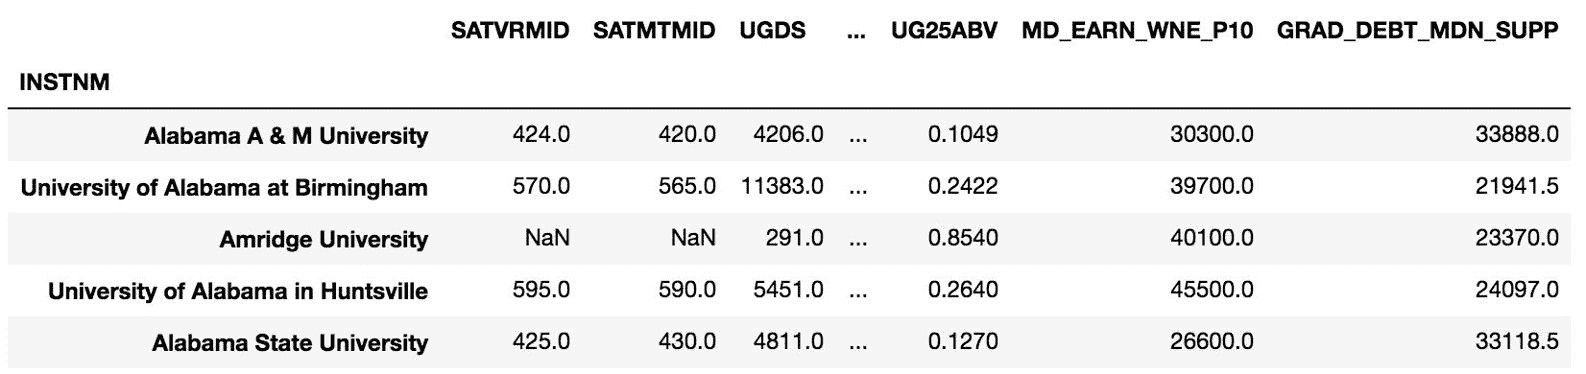 SATVRMID SATMTMID UGDS ... UG25ABV MD_EARN_WNE_P10 GRAD_DEBT_MDN_SUPP
INSTNM
Alabama A & M University 424.0 420.0 4206.0 ... 0.1049 30300.0 33888.0
University of Alabama at Birmingham 570.0 565.0 11383.0 ... 0.2422 39700.0 21941.5
Amridge University NaN NaN 291.0 ... 0.8540 40100.0 23370.0
University of Alabama in Huntsville 595.0 590.0 5451.0 ... 0.2640 45500.0 24097.0
Alabama State University 425.0 430.0 4811.0 ... 0.1270 26600.0 33118.5